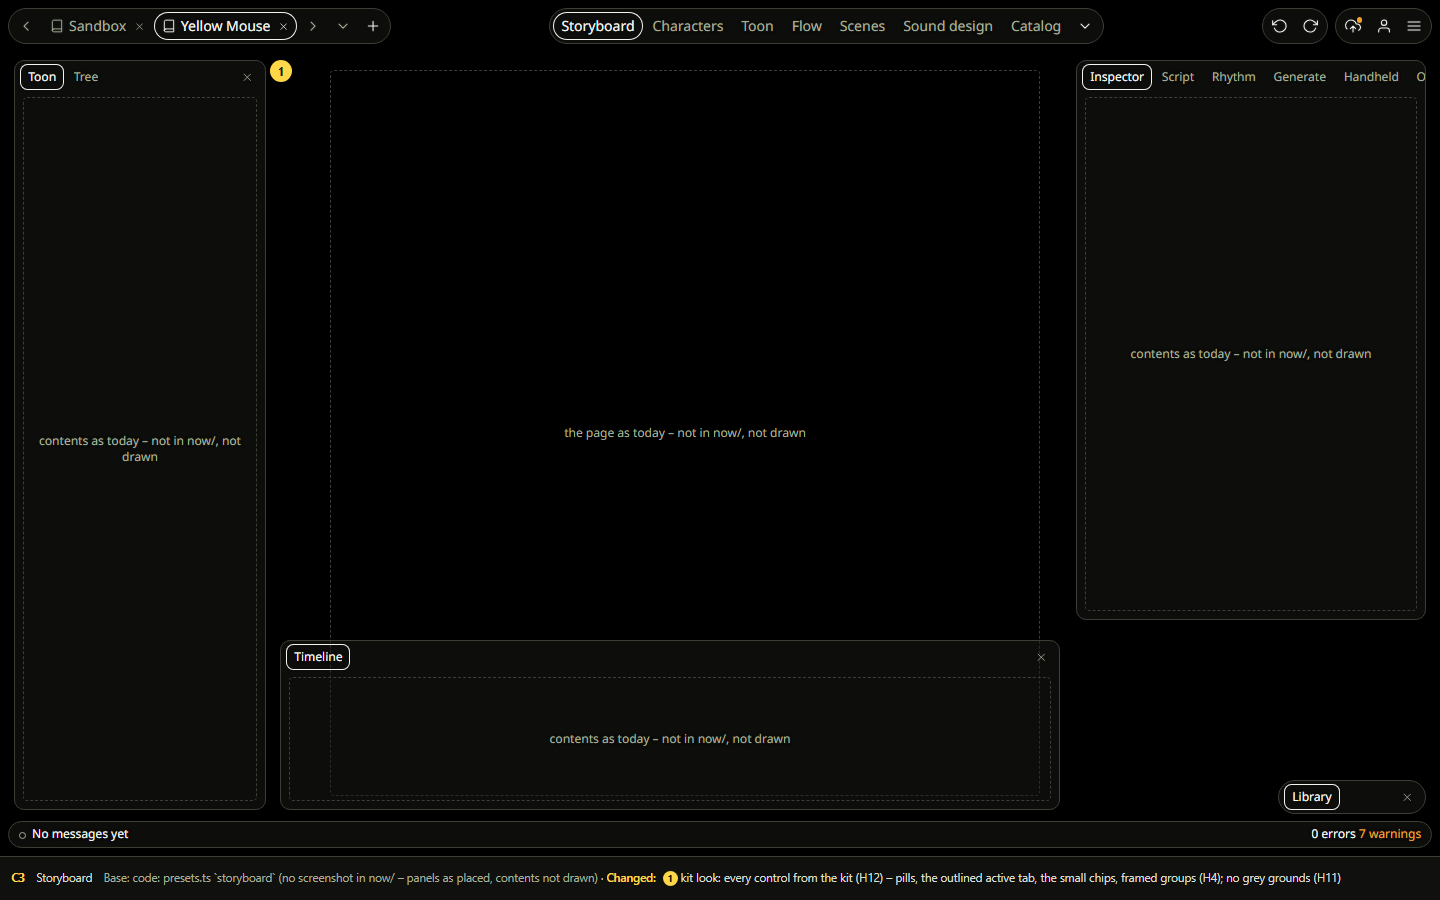 Sandbox Yellow Mouse
Storyboard Characters Toon Flow Scenes Sound design Catalog
Toon Tree
1
contents as today – not in now/, not
drawn
the page as today – not in now/, not drawn
Inspector Script Rhythm Generate Handheld O
contents as today – not in now/, not drawn
Timeline
contents as today – not in now/, not drawn
Library
No messages yet
0 errors 7 warnings
C3 Storyboard Base: code: presets.ts `storyboard` (no screenshot in now/ – panels as placed, contents not drawn) · Changed: 1 kit look: every control from the kit (H12) – pills, the outlined active tab, the small chips, framed groups (H4); no grey grounds (H11)